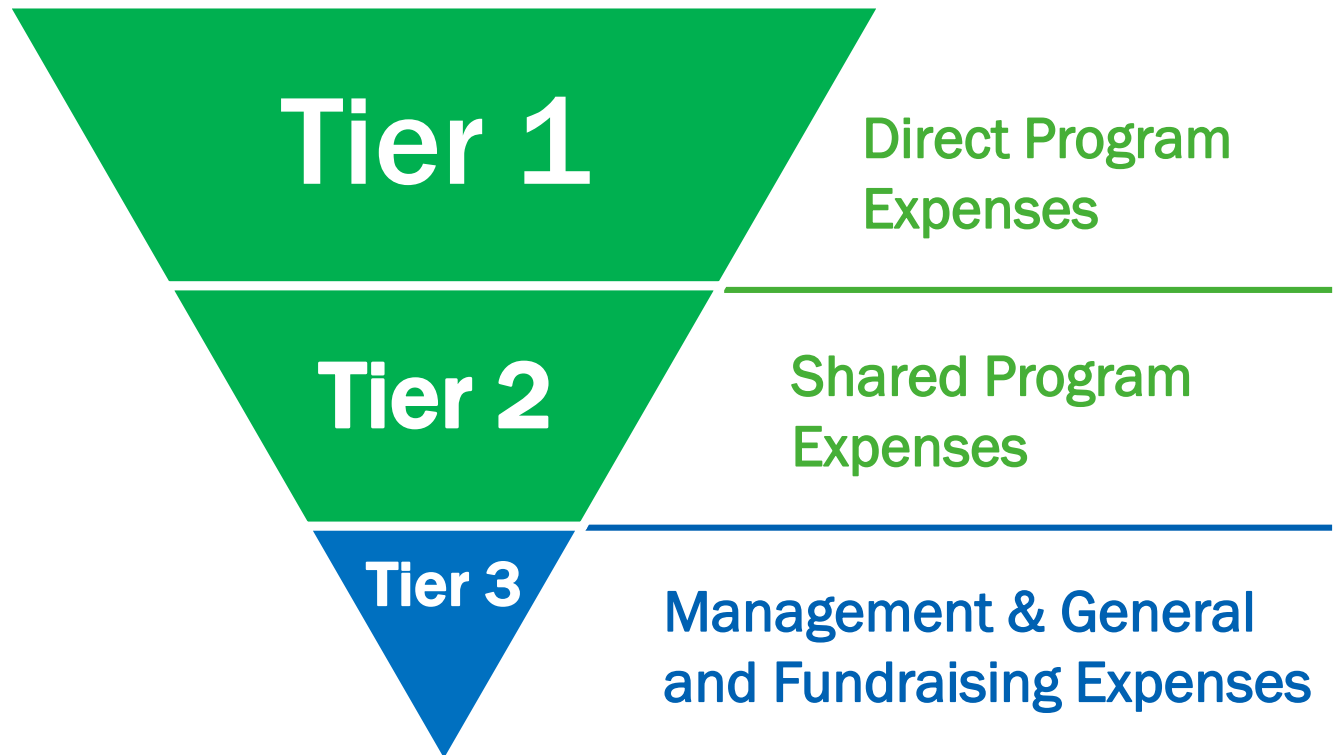 Tier 1
Direct Program
Expenses
Tier 2
Shared Program
Expenses
Tier 3
Management & General
and Fundraising Expenses